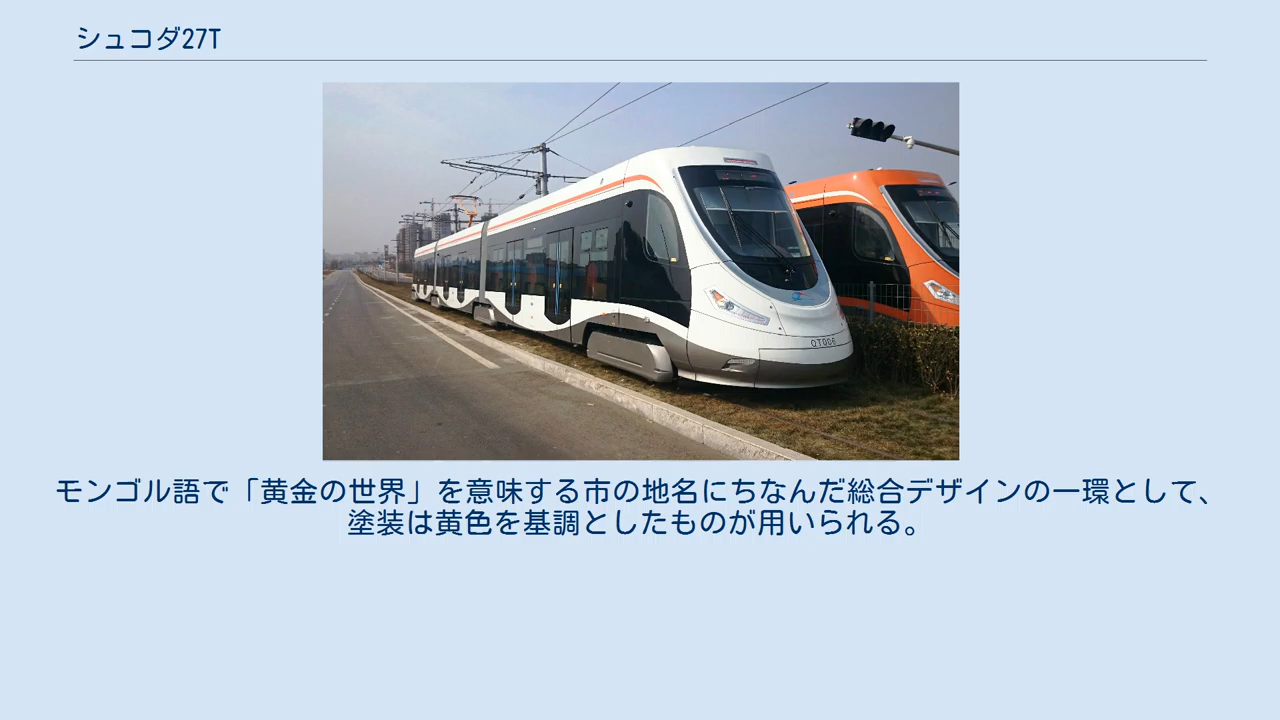 シュコダ27T
QT006
モンゴル語で「黄金の世界」を意味する市の地名にちなんだ総合デザインの一環として、
塗装は黄色を基調としたものが用いられる。